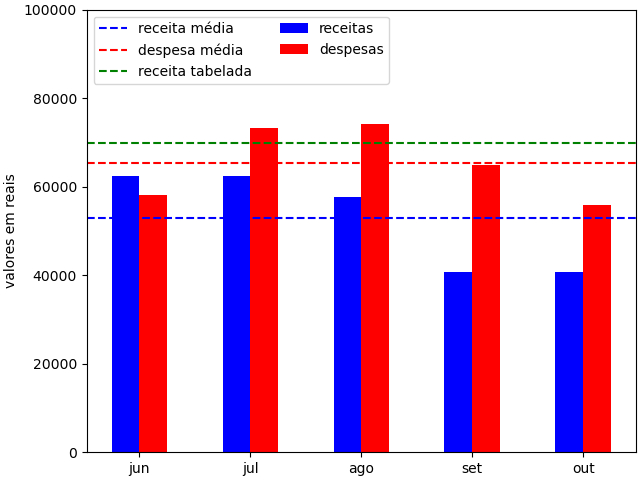 100000
80000
60000
40000
20000
0
valores em reais
receita média
despesa média
receita tabelada
receitas
despesas
jun jul ago set out